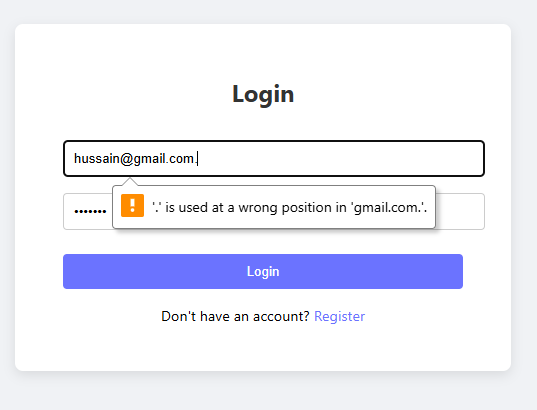 Login
hussain@gmail.com.
'.' is used at a wrong position in 'gmail.com.'.
Login
Don't have an account? Register